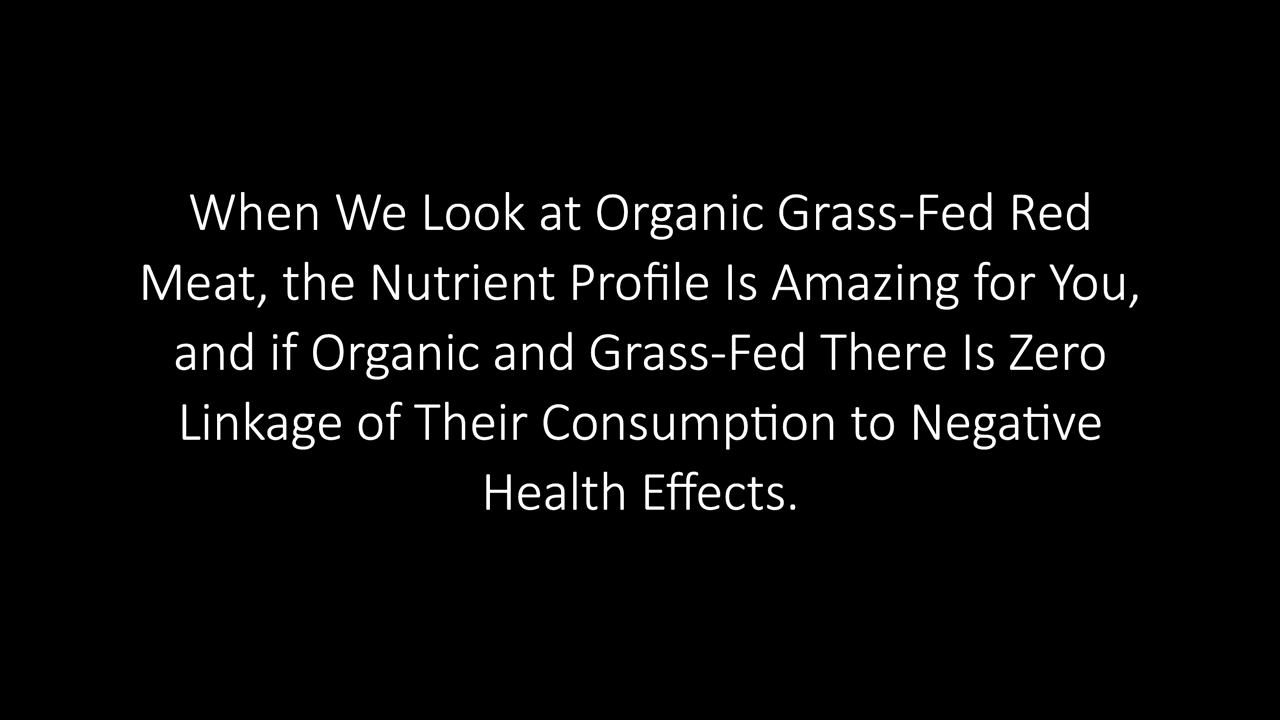 When We Look at Organic Grass-Fed Red
Meat, the Nutrient Profile Is Amazing for You,
and if Organic and Grass-Fed There Is Zero
Linkage of Their Consumption to Negative
Health Effects.